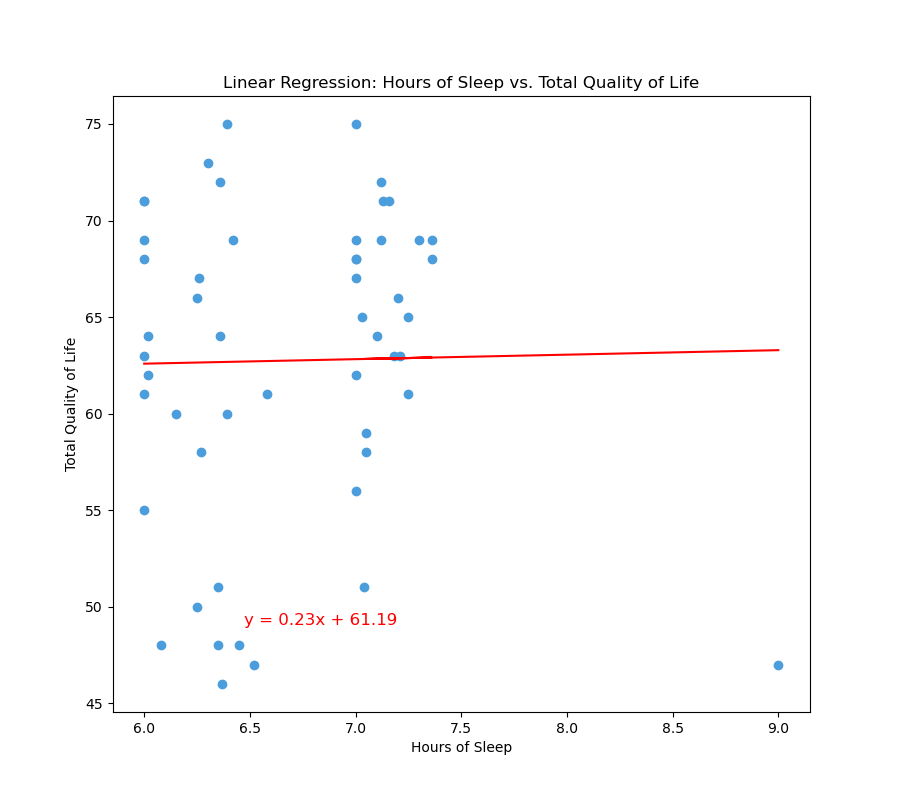 Linear Regression: Hours of Sleep vs. Total Quality of Life
75
70
65
60
55
50
45
Total Quality of Life
y = 0.23x + 61.19
6.0 6.5 7.0 7.5 8.0 8.5 9.0
Hours of Sleep